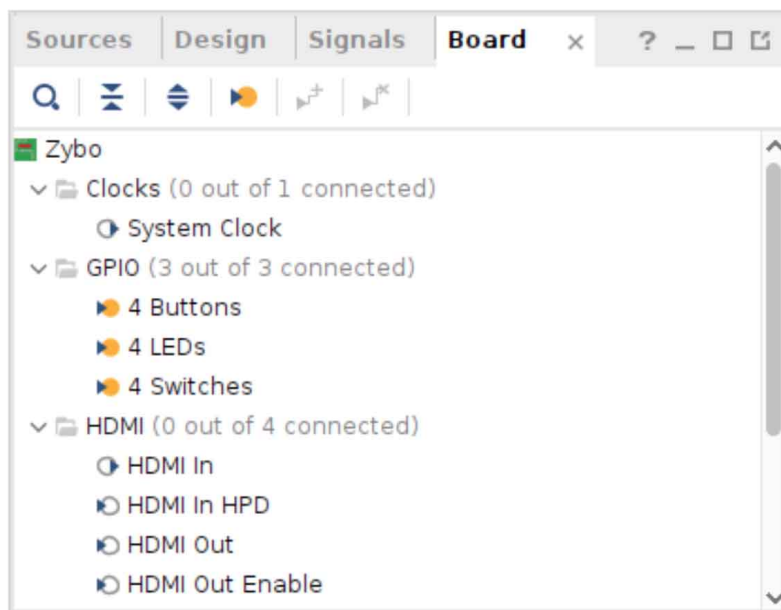 Sources Design Signals Board × ?
Zybo
Clocks (0 out of 1 connected)
System Clock
GPIO (3 out of 3 connected)
4 Buttons
4 LEDs
4 Switches
HDMI (0 out of 4 connected)
HDMI In
HDMI In HPD
HDMI Out
HDMI Out Enable